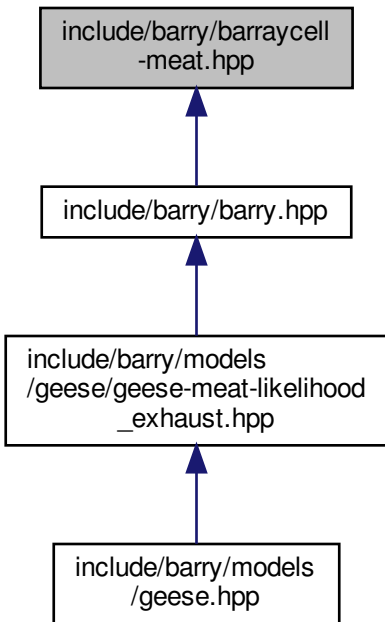 include/barry/barraycell
-meat.hpp
include/barry/barry.hpp
include/barry/models
/geese/geese-meat-likelihood
_exhaust.hpp
include/barry/models
/geese.hpp